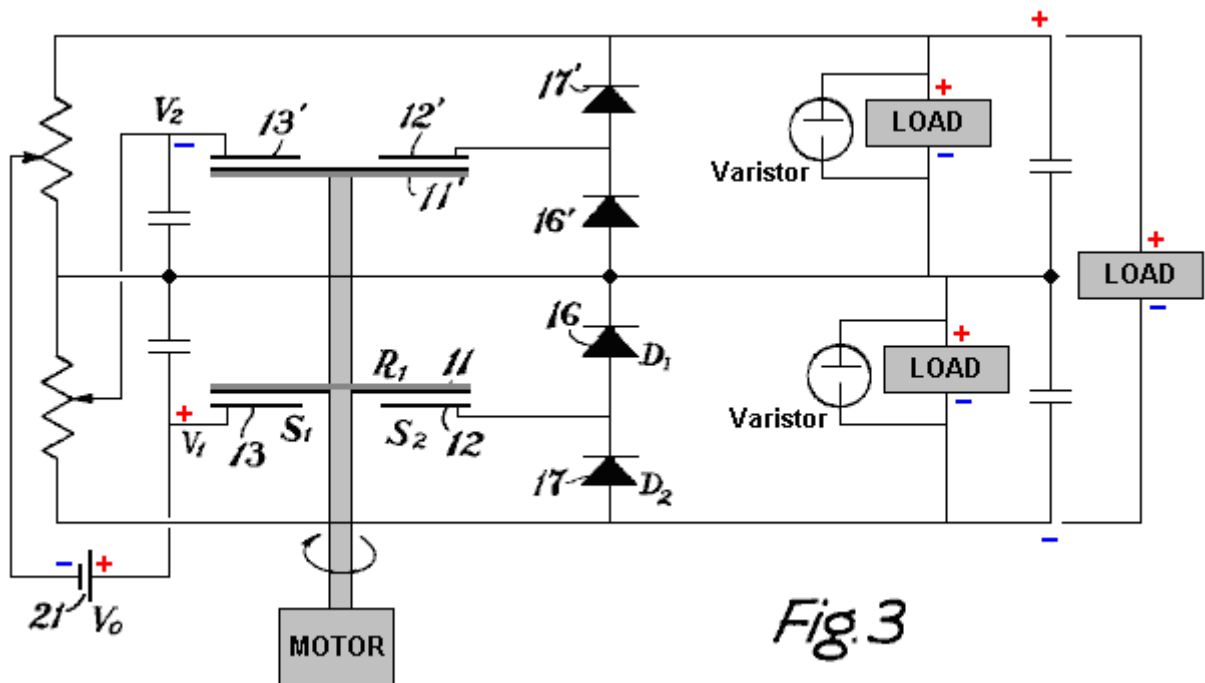 +
17'
+
V2
13'
12'
LOAD
−
−
Varistor
11'
16'
+
LOAD
−
16
D1
+
LOAD
−
R1
11
+
V1
13
S1
S2
12
Varistor
17
D2
−
− +
21
V0
MOTOR
Fig. 3